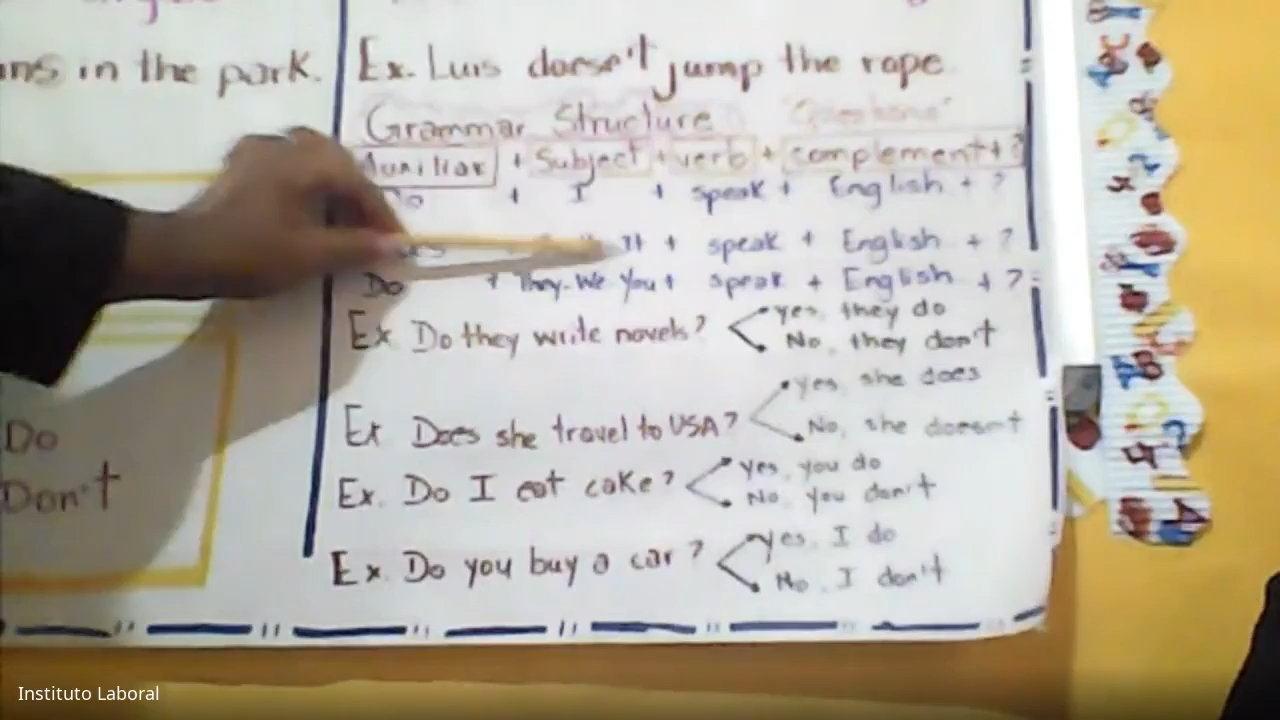 ins in the park.
Ex. Luis doesn't jump the rope.
Grammar Structure "Questions"
Auxiliar + Subject + verb + complement + ?
Do + I + speak + English + ?
It + speak + English + ?
Do + They-We You + speak + English + ?
Ex Do they write novels?
yes, they do
No, they don't
Ex Does she travel to USA?
yes, she does
No, she doesn't
Ex. Do I eat cake?
yes, you do
No, you don't
Ex. Do you buy a car?
yes, I do
No, I don't
Do
Don't
Instituto Laboral